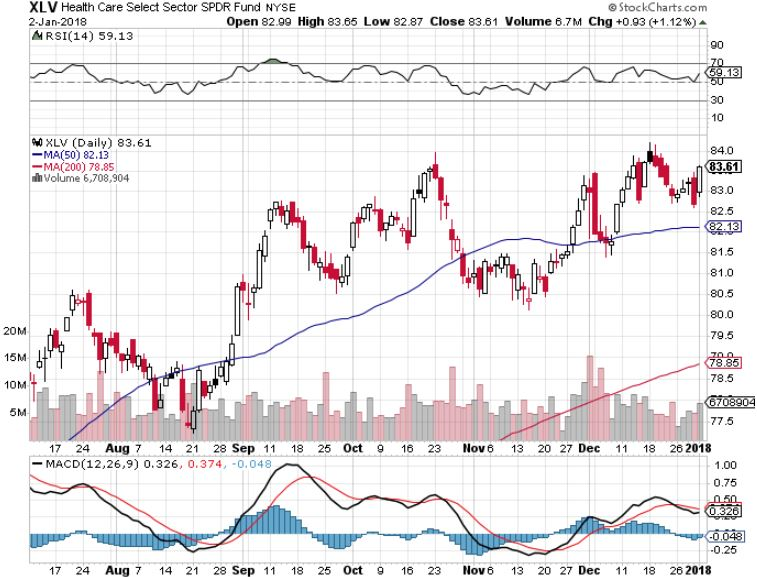 XLV Health Care Select Sector SPDR Fund NYSE © StockCharts.com
2-Jan-2018 Open 82.99 High 83.65 Low 82.87 Close 83.61 Volume 6.7M Chg +0.93 (+1.12%)
RSI(14) 59.13
90
70
59.13
50
30
10
XLV (Daily) 83.61
MA(50) 82.13
MA(200) 78.85
Volume 6,708,904
84.0
83.61
83.0
82.5
82.13
81.5
81.0
80.5
80.0
79.5
78.85
78.5
6708904
77.5
20M
15M
10M
5M
17 24 Aug 7 14 21 28 Sep 11 18 25 Oct 9 16 23 Nov 6 13 20 27 Dec 11 18 26 2018
MACD(12,26,9) 0.326, 0.374, -0.048
1.00
0.75
0.50
0.326
-0.048
-0.25
17 24 Aug 7 14 21 28 Sep 11 18 25 Oct 9 16 23 Nov 6 13 20 27 Dec 11 18 26 2018